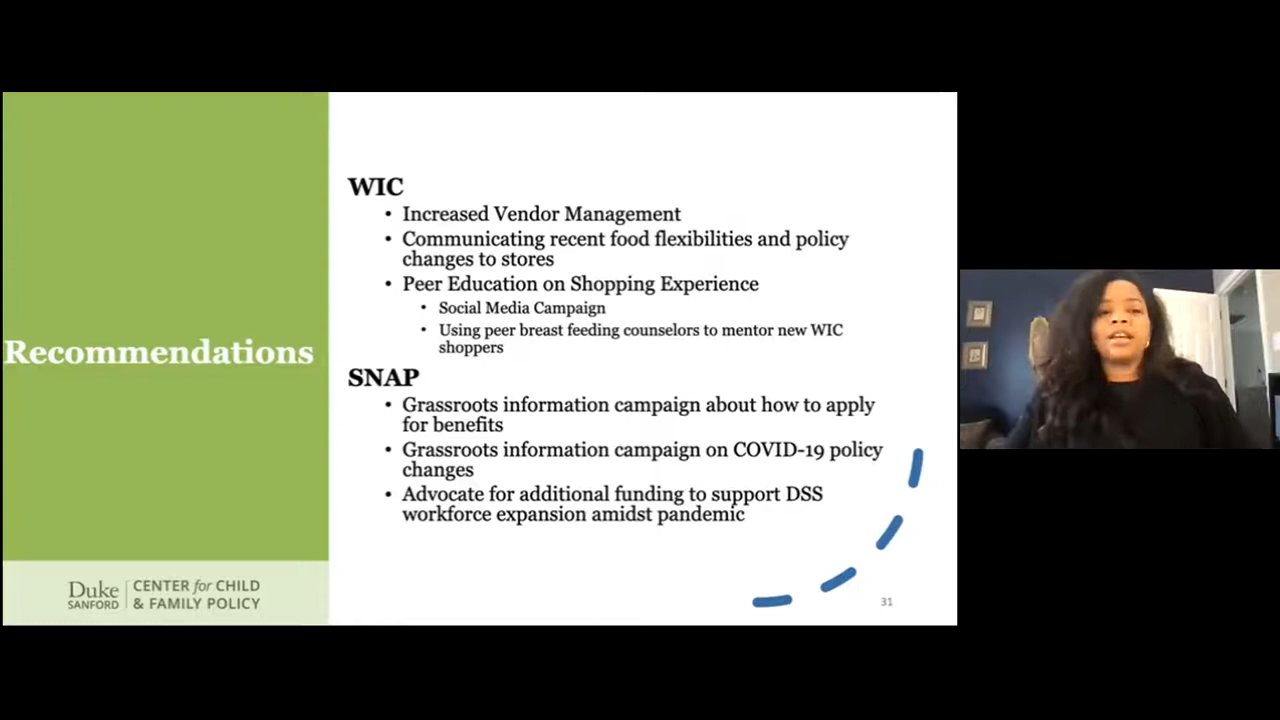 Recommendations
WIC
• Increased Vendor Management
• Communicating recent food flexibilities and policy
changes to stores
• Peer Education on Shopping Experience
• Social Media Campaign
• Using peer breast feeding counselors to mentor new WIC
shoppers
SNAP
• Grassroots information campaign about how to apply
for benefits
• Grassroots information campaign on COVID-19 policy
changes
• Advocate for additional funding to support DSS
workforce expansion amidst pandemic
Duke
SANFORD
CENTER for CHILD
& FAMILY POLICY
31